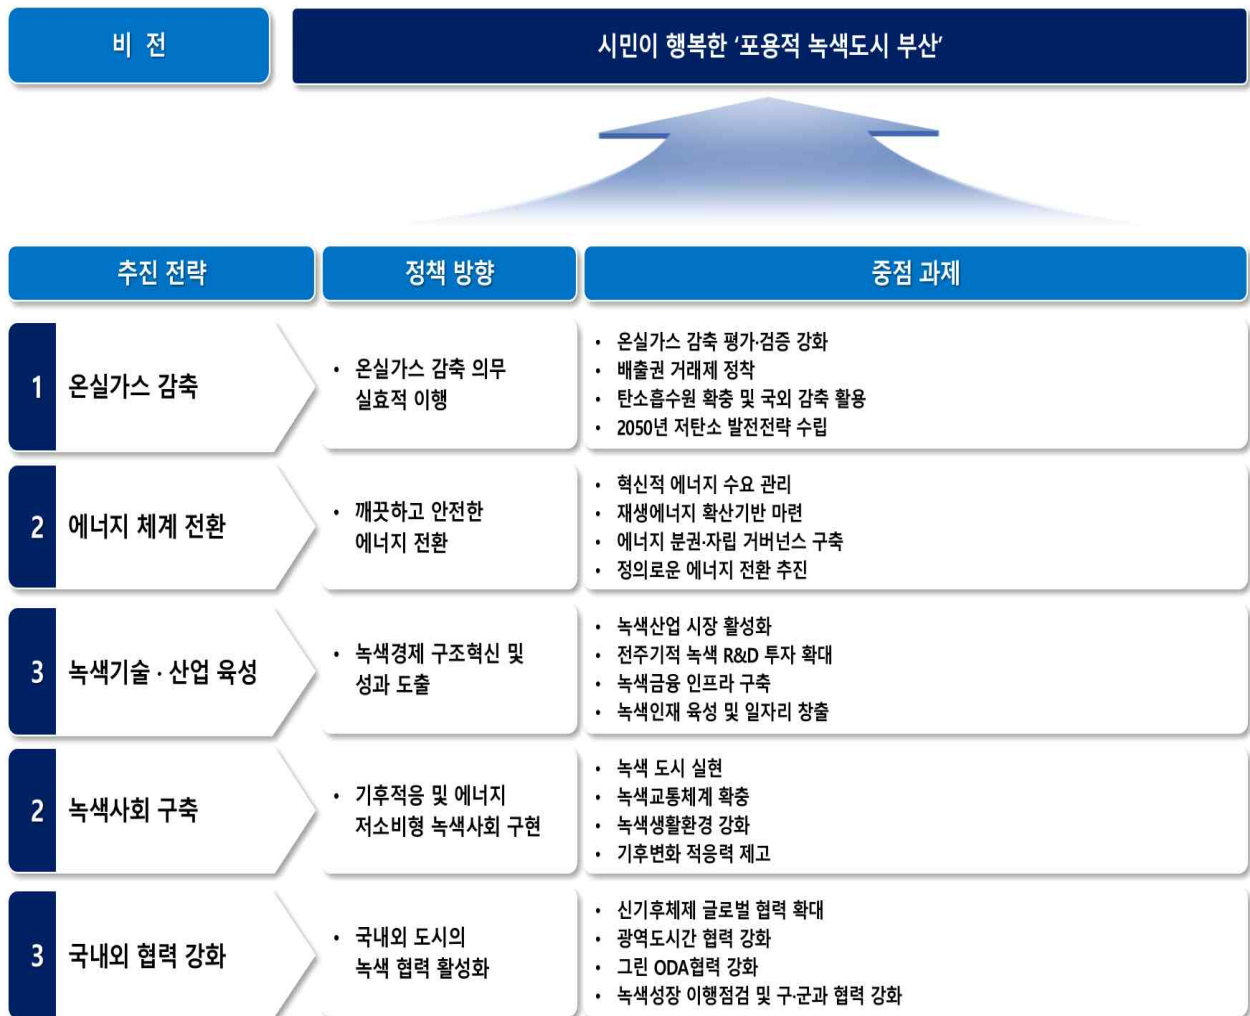 비 전
시민이 행복한 ‘포용적 녹색도시 부산’
추진 전략
정책 방향
중점 과제
1
온실가스 감축
• 온실가스 감축 의무
실효적 이행
• 온실가스 감축 평가·검증 강화
• 배출권 거래제 정착
• 탄소흡수원 확충 및 국외 감축 활용
• 2050년 저탄소 발전전략 수립
2
에너지 체계 전환
• 깨끗하고 안전한
에너지 전환
• 혁신적 에너지 수요 관리
• 재생에너지 확산기반 마련
• 에너지 분권·자립 거버넌스 구축
• 정의로운 에너지 전환 추진
3
녹색기술 · 산업 육성
• 녹색경제 구조혁신 및
성과 도출
• 녹색산업 시장 활성화
• 전주기적 녹색 R&D 투자 확대
• 녹색금융 인프라 구축
• 녹색인재 육성 및 일자리 창출
2
녹색사회 구축
• 기후적응 및 에너지
저소비형 녹색사회 구현
• 녹색 도시 실현
• 녹색교통체계 확충
• 녹색생활환경 강화
• 기후변화 적응력 제고
3
국내외 협력 강화
• 국내외 도시의
녹색 협력 활성화
• 신기후체제 글로벌 협력 확대
• 광역도시간 협력 강화
• 그린 ODA협력 강화
• 녹색성장 이행점검 및 구·군과 협력 강화